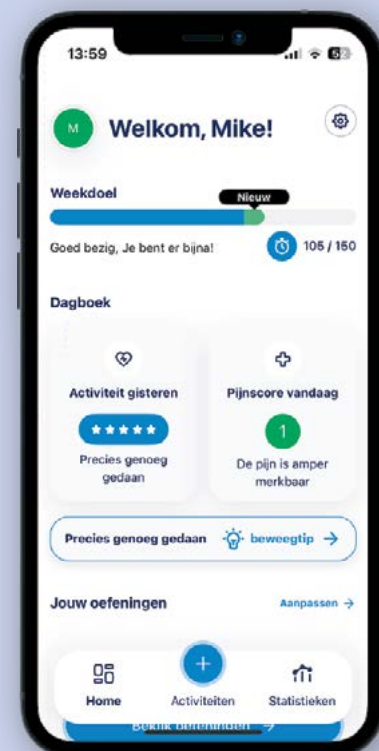 13:59
M
Welkom, Mike!
Weekdoel
Nieuw
Goed bezig, Je bent er bijna!
105 / 150
Dagboek
Activiteit gisteren
Pijnscore vandaag
1
Precies genoeg
gedaan
De pijn is amper
merkbaar
Precies genoeg gedaan
beweegtip →
Jouw oefeningen
Aanpassen →
Home
Activiteiten
Statistieken